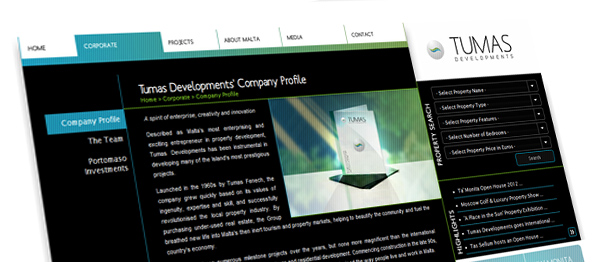 HOME
CORPORATE
PROJECTS
ABOUT MALTA
MEDIA
CONTACT
TUMAS
DEVELOPMENTS
Tumas Developments' Company Profile
Home > Corporate > Company Profile
Company Profile
The Team
Portomaso
Investments
A spirit of enterprise, creativity and innovation
Described as Malta's most enterprising and
exciting entrepreneur in property development,
Tumas Developments has been instrumental in
developing many of the Island's most prestigious
projects.
Launched in the 1960s by Tumas Fenech, the
company grew quickly based on its values of
ingenuity, expertise and skill, and successfully
revolutionised the local property industry. By
purchasing under-used real estate, the Group
breathed new life into Malta's then inert tourism and property markets, helping to beautify the community and fuel the
country's economy.
numerous milestone projects over the years, but none more significant than the international
and residential development. Commencing construction in the late 90s,
the way people live and work in Malta.
TUMAS
PROPERTY SEARCH
- Select Property Name -
- Select Property Type -
- Select Property Features -
- Select Number of Bedrooms -
- Select Property Price in Euros -
Search
HIGHLIGHTS
Ta' Monita Open House 2012 ...
Moscow Golf & Luxury Property Show ...
'A Place in the Sun' Property Exhibition ...
Tumas Developments goes International ...
Tas Sellum hosts an Open House ...
MONITA